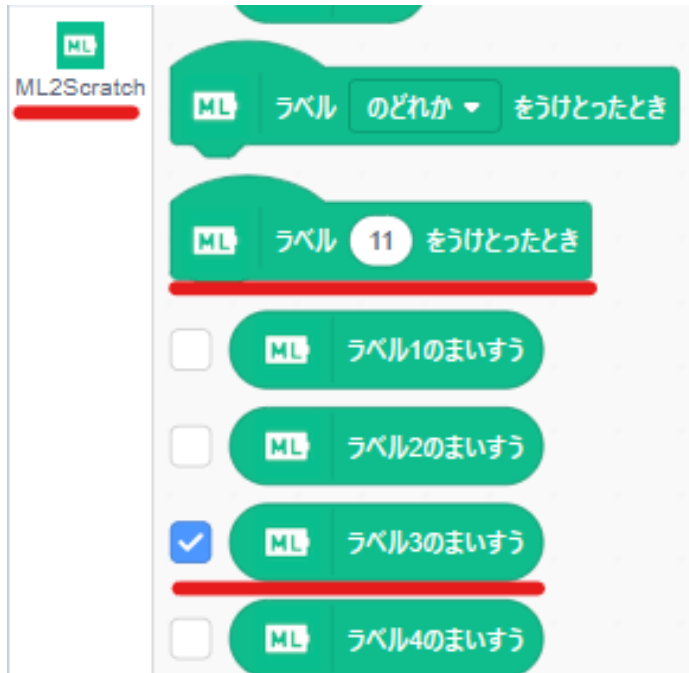 ML
ML2Scratch
ML ラベル のどれか をうけとったとき
ML ラベル 11 をうけとったとき
ML ラベル1のまいすう
ML ラベル2のまいすう
ML ラベル3のまいすう
ML ラベル4のまいすう